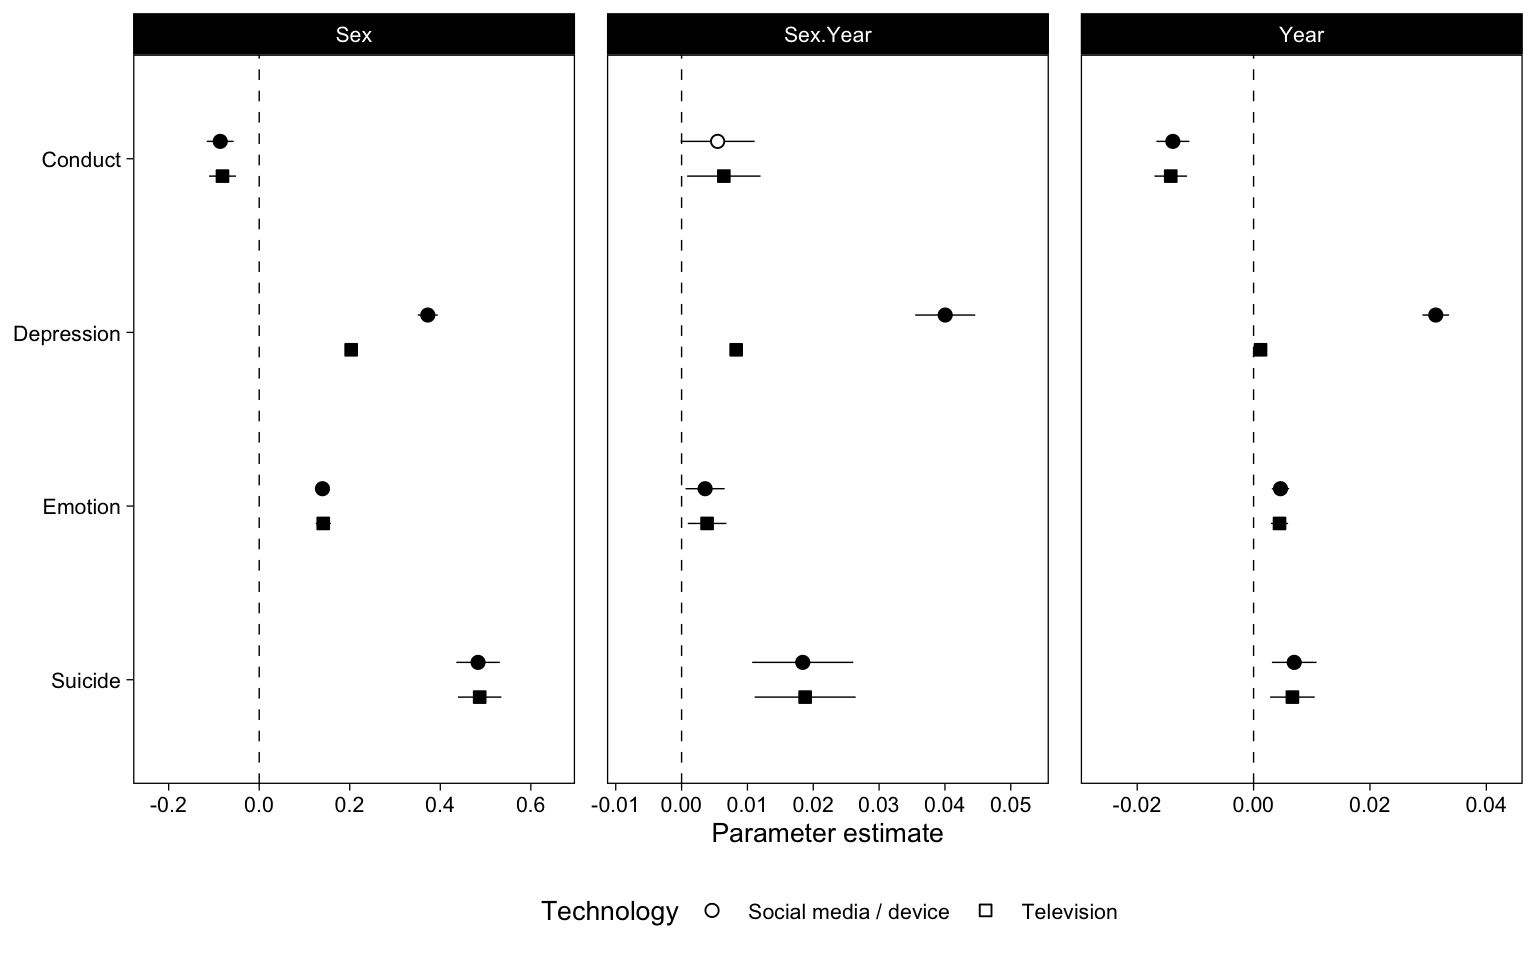 Sex Sex.Year Year
Conduct
Depression
Emotion
Suicide
-0.2 0.0 0.2 0.4 0.6 -0.01 0.00 0.01 0.02 0.03 0.04 0.05 -0.02 0.00 0.02 0.04
Parameter estimate
Technology Social media / device Television